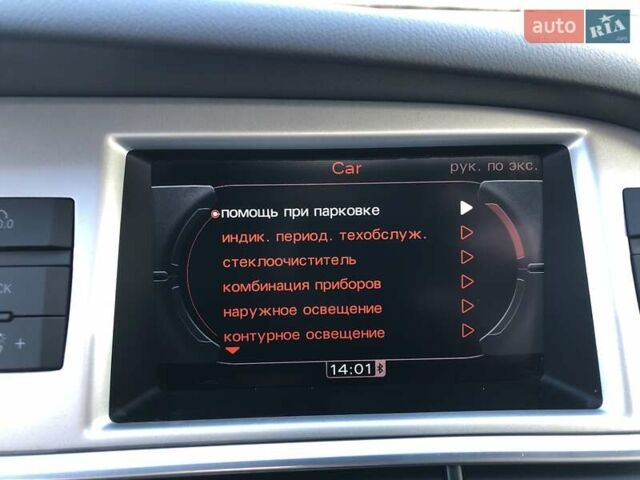 auto RIA.com
Car рук. по экс.
помощь при парковке
индик. период. техобслуж.
стеклоочиститель
комбинация приборов
наружное освещение
контурное освещение
14:01
+